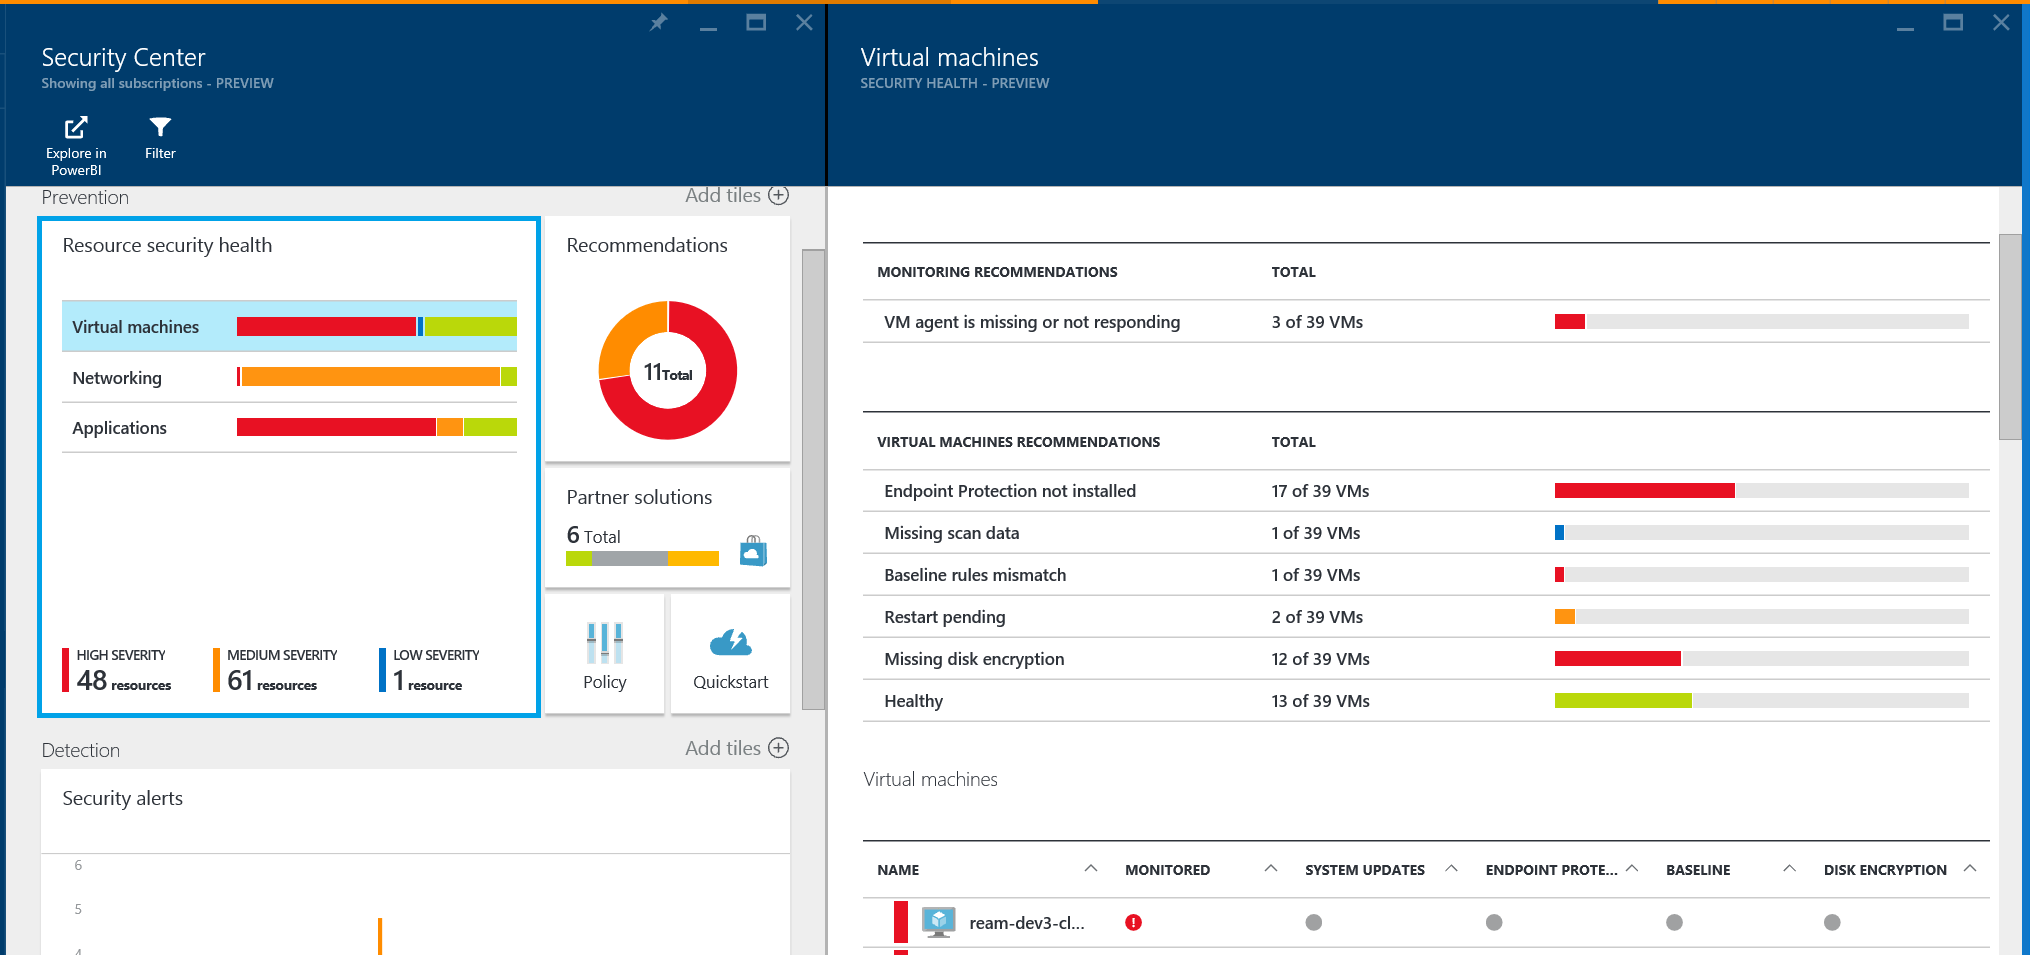 Security Center
Showing all subscriptions - PREVIEW
Explore in
PowerBI
Filter
Prevention
Add tiles
Resource security health
Virtual machines
Networking
Applications
HIGH SEVERITY
48 resources
MEDIUM SEVERITY
61 resources
LOW SEVERITY
1 resource
Recommendations
11 Total
Partner solutions
6 Total
Policy
Quickstart
Detection
Add tiles
Security alerts
6
5
4
Virtual machines
SECURITY HEALTH - PREVIEW
MONITORING RECOMMENDATIONS TOTAL
VM agent is missing or not responding 3 of 39 VMs
VIRTUAL MACHINES RECOMMENDATIONS TOTAL
Endpoint Protection not installed 17 of 39 VMs
Missing scan data 1 of 39 VMs
Baseline rules mismatch 1 of 39 VMs
Restart pending 2 of 39 VMs
Missing disk encryption 12 of 39 VMs
Healthy 13 of 39 VMs
Virtual machines
NAME MONITORED SYSTEM UPDATES ENDPOINT PROTE... BASELINE DISK ENCRYPTION
ream-dev3-cl...